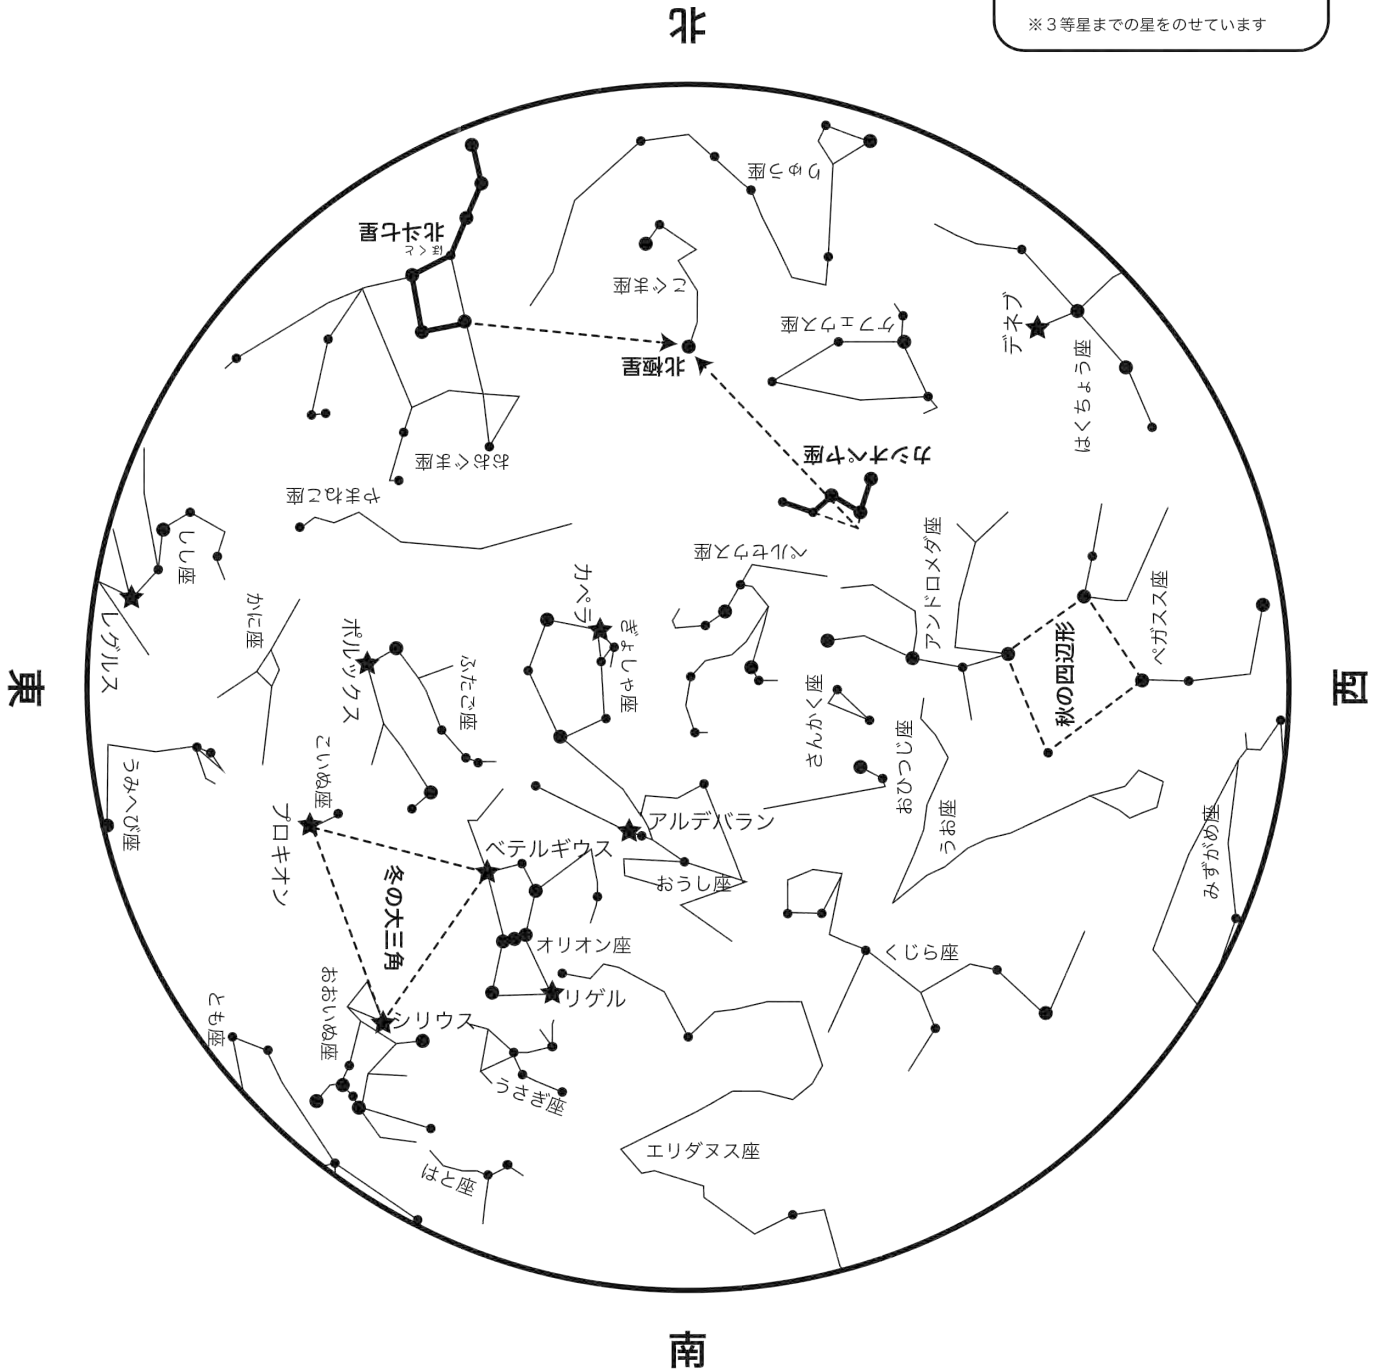 ※３等星までの星をのせています
北
りゅう座
北斗七星
ほくと
こぐま座
ケフェウス座
デネブ
北極星
はくちょう座
カシオペヤ座
おおぐま座
やまねこ座
ペルセウス座
アンドロメダ座
しし座
カペラ
ペガスス座
かに座
レグルス
ポルックス
ぎょしゃ座
ふたご座
秋の四辺形
東
西
さんかく座
おひつじ座
こいぬ座
うみへび座
プロキオン
うお座
みずがめ座
アルデバラン
ベテルギウス
おうし座
冬の大三角
オリオン座
くじら座
リゲル
おおいぬ座
とも座
シリウス
うさぎ座
エリダヌス座
はと座
南